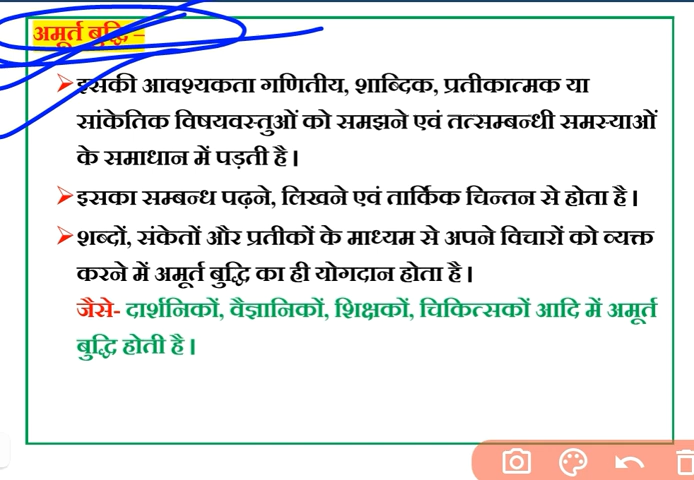 अमूर्त बुद्धि –
➤इसकी आवश्यकता गणितीय, शाब्दिक, प्रतीकात्मक या
सांकेतिक विषयवस्तुओं को समझने एवं तत्सम्बन्धी समस्याओं
के समाधान में पड़ती है।
➤इसका सम्बन्ध पढ़ने, लिखने एवं तार्किक चिन्तन से होता है।
➤शब्दों, संकेतों और प्रतीकों के माध्यम से अपने विचारों को व्यक्त
करने में अमूर्त बुद्धि का ही योगदान होता है।
जैसे- दार्शनिकों, वैज्ञानिकों, शिक्षकों, चिकित्सकों आदि में अमूर्त
बुद्धि होती है।